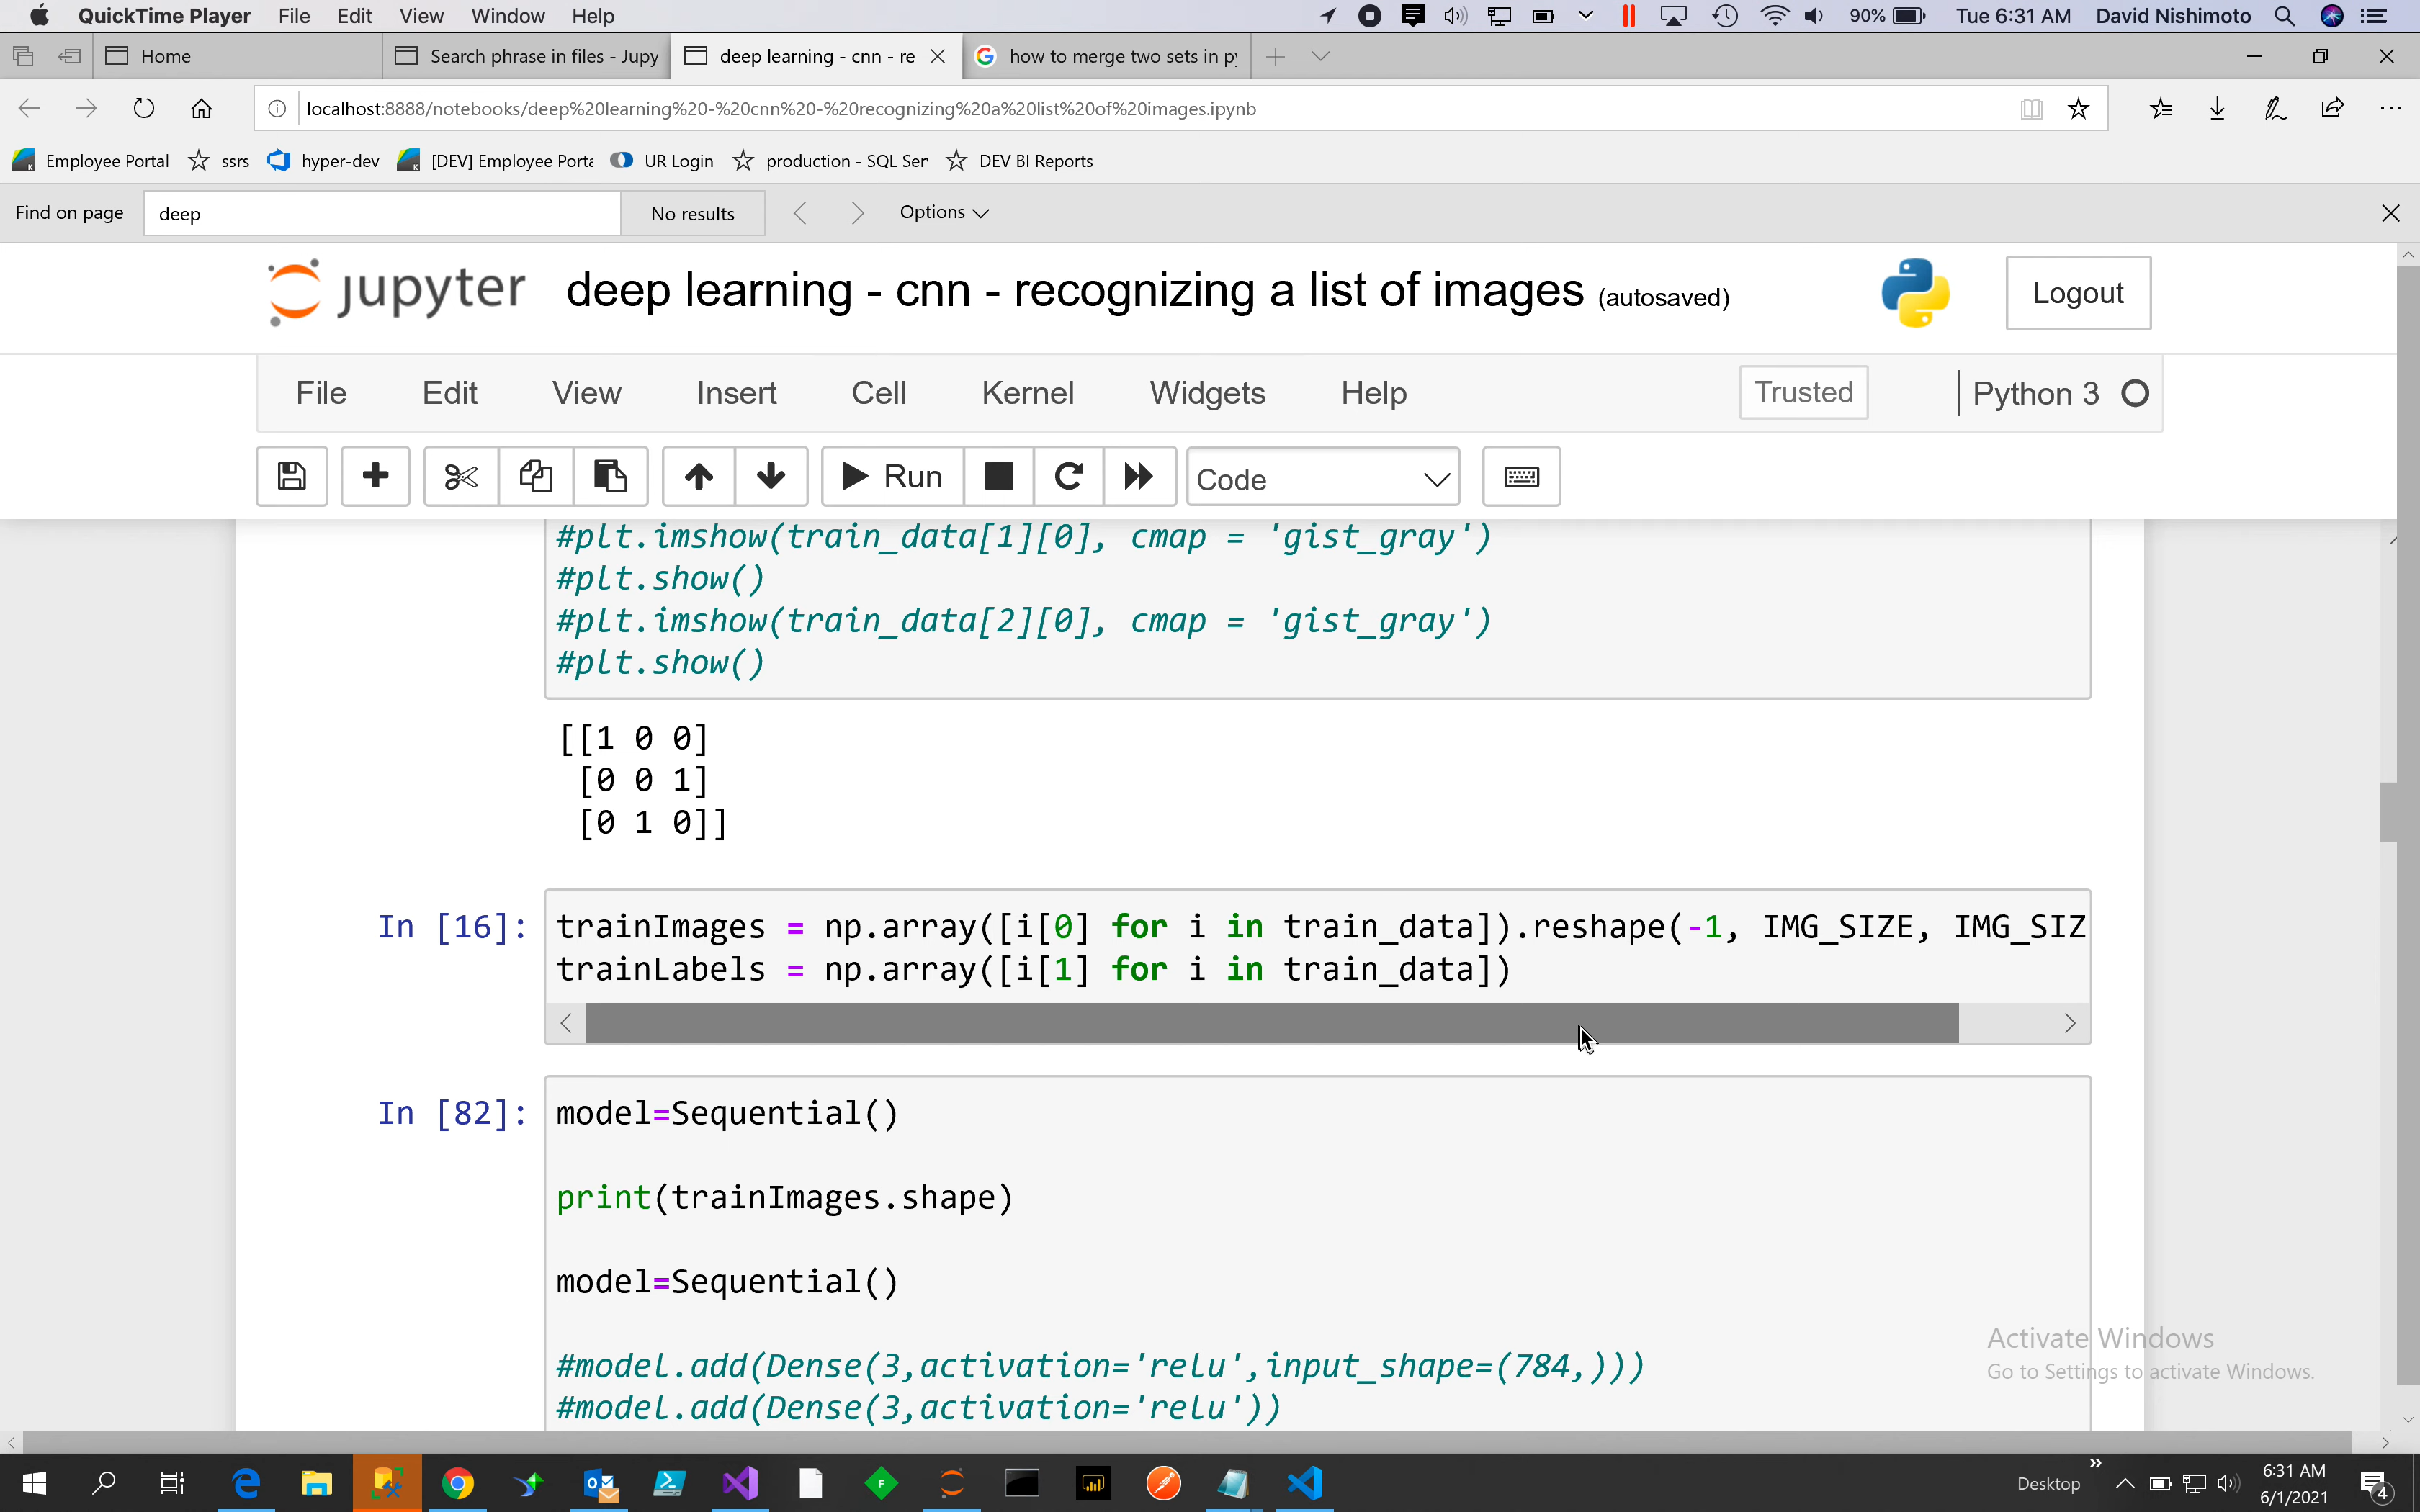 QuickTime Player File Edit View Window Help 90% Tue 6:31 AM David Nishimoto
Home Search phrase in files - Jupy deep learning - cnn - re how to merge two sets in py
localhost:8888/notebooks/deep%20learning%20-%20cnn%20-%20recognizing%20a%20list%20of%20images.ipynb
Employee Portal ssrs hyper-dev [DEV] Employee Porta UR Login production - SQL Ser DEV BI Reports
Find on page deep No results Options
jupyter deep learning - cnn - recognizing a list of images (autosaved) Logout
File Edit View Insert Cell Kernel Widgets Help Trusted Python 3
Run Code
#plt.imshow(train_data[1][0], cmap = 'gist_gray')
#plt.show()
#plt.imshow(train_data[2][0], cmap = 'gist_gray')
#plt.show()
[[1 0 0]
[0 0 1]
[0 1 0]]
In [16]: trainImages = np.array([i[0] for i in train_data]).reshape(-1, IMG_SIZE, IMG_SIZ
trainLabels = np.array([i[1] for i in train_data])
In [82]: model=Sequential()
print(trainImages.shape)
model=Sequential()
#model.add(Dense(3,activation='relu',input_shape=(784,)))
#model.add(Dense(3,activation='relu'))
Activate Windows
Go to Settings to activate Windows.
Desktop 6:31 AM
6/1/2021 4